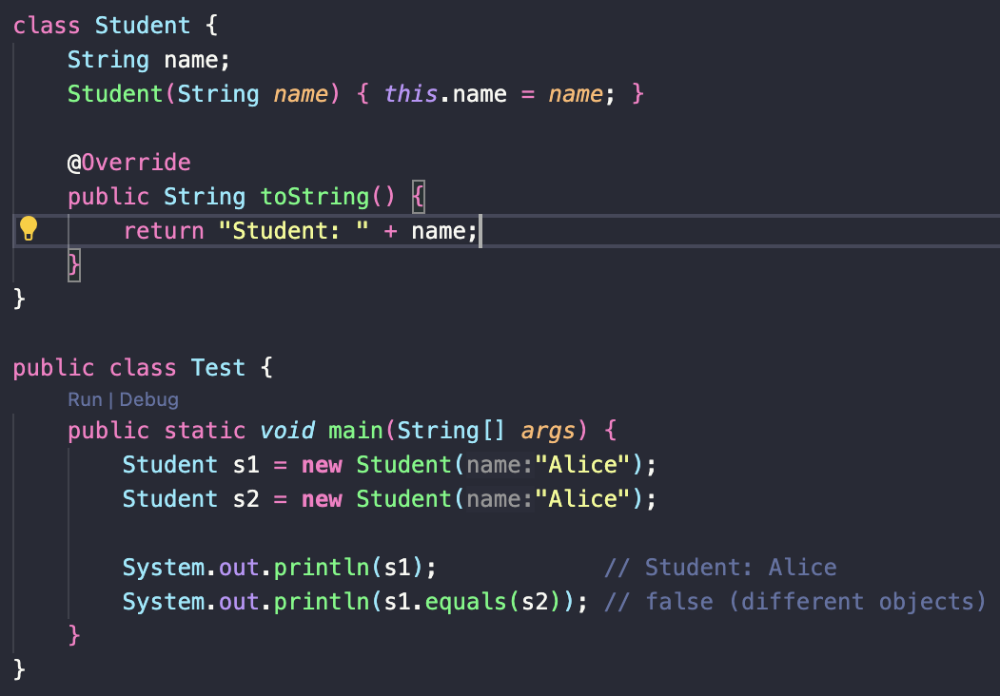 class Student {
    String name;
    Student(String name) { this.name = name; }

    @Override
    public String toString() {
        return "Student: " + name;
    }
}

public class Test {
    Run | Debug
    public static void main(String[] args) {
        Student s1 = new Student(name:"Alice");
        Student s2 = new Student(name:"Alice");

        System.out.println(s1);            // Student: Alice
        System.out.println(s1.equals(s2)); // false (different objects)
    }
}